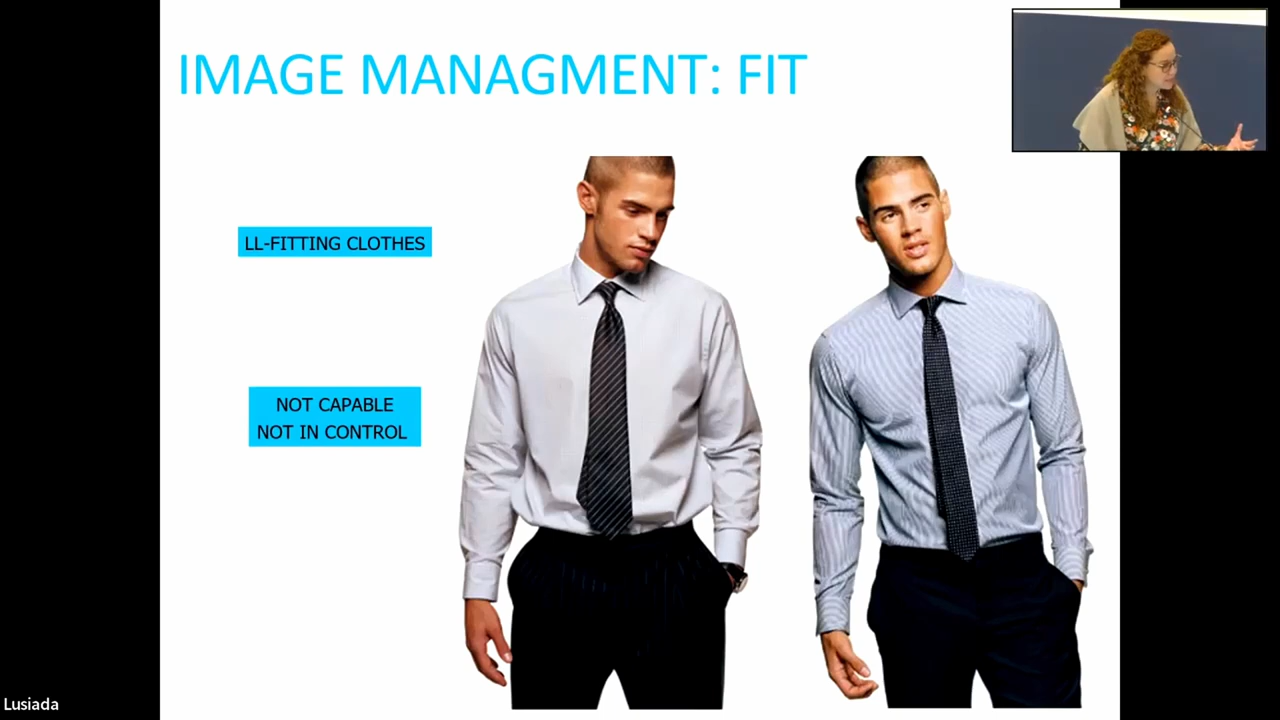 IMAGE MANAGMENT: FIT
LL-FITTING CLOTHES
NOT CAPABLE
NOT IN CONTROL
Lusiada